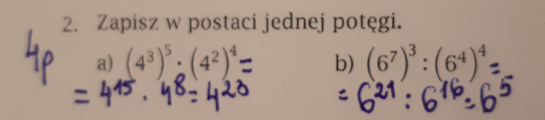 2. Zapisz w postaci jednej potęgi.
4p a) (4³)⁵ · (4²)⁴ = b) (6⁷)³ : (6⁴)⁴ =
= 4¹⁵ · 4⁸ = 4²³ = 6²¹ : 6¹⁶ = 6⁵